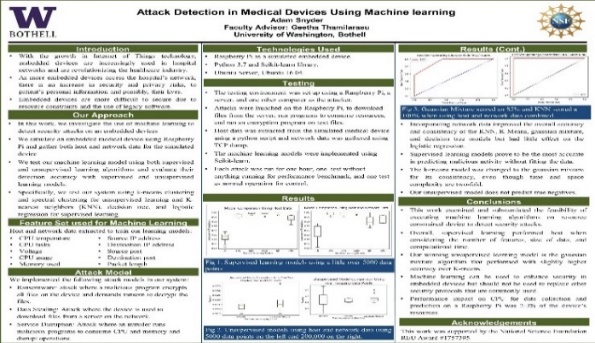 W
BOTHELL
Attack Detection in Medical Devices Using Machine learning
Adam Snyder
Faculty Advisor: Geetha Thamilarasu
University of Washington, Bothell
NSF
Introduction
• With the growth in Internet of Things technology,
embedded devices are increasingly used in hospital
networks and are revolutionizing the healthcare industry.
• As more embedded devices access the hospital's network,
there is an increase in security and privacy risks, to
patient's personal information, and possibly, their lives.
• Embedded devices are more difficult to secure due to
resource constraints and the use of legacy software.
Our Approach
• In this work, we investigate the use of machine learning to
detect security attacks on an embedded devices
• We simulate an embedded medical device using Raspberry
Pi and gather both host and network data for the simulated
device
• We test our machine learning model using both supervised
and unsupervised learning algorithms and evaluate their
detection accuracy with supervised and unsupervised
learning models.
• Specifically, we test our system using k-means clustering
and spectral clustering for unsupervised learning and K-
nearest neighbors (KNN), decision tree, and logistic
regression for supervised learning
Feature Set used for Machine Learning
Host and network data extracted to train our learning models:
• CPU temperature • Source IP address
• CPU frequency • Destination IP address
• Voltage • Source port
• CPU usage • Destination port
• Memory used • Packet length
Attack Model
We implemented the following attack models in our system:
• Ransomware: Attack where a malicious program encrypts
all files on the device and demands ransom to decrypt the
files.
• Data Stealing: Attack where the device is used to
download files from a server on the network
• Service Disruption: Attack where an insider runs
malicious programs to consume CPU and memory and
disrupt operations
Technologies Used
• Raspberry Pi as a simulated embedded device.
• Python 3.7 and Scikit-learn library.
• Ubuntu Server, Ubuntu 16.04
Testing
• The testing environment was set up using a Raspberry Pi, a
server, and one other computer as the attacker.
• Attacks were launched on the Raspberry Pi, to download
files from the server, run programs to consume resources,
and run an encryption program on user files.
• Host data was extracted from the simulated medical device
using a python script and network data was gathered using
TCP dump.
• The machine learning models were implemented using
Scikit-learn.
• Each attack was run for one hour, one test without
anything running for performance benchmark, and one test
as normal operation for control.
Results
Fig 1. Supervised learning models using a little over 2000 data
points.
Fig 2. Unsupervised models using host and network data using
5000 data points on the left and 200,000 on the right.
Results (Cont.)
Fig 3. Gaussian Mixture scored an 82% and KNN scored a
100% when using host and network data combined
• Incorporating network data improved the overall accuracy
and consistency of the KNN, K Means, gaussian mixture,
and decision tree models but had little effect on the
logistic regression.
• Supervised learning models prove to be the most accurate
in predicting malicious activity without fitting the data.
• The k-means model was changed to the gaussian mixture
for its consistency, even though time and space
complexity are twofold.
• Our unsupervised model does not predict true negatives.
Conclusions
• This work examined and substantiated the feasibility of
executing machine learning algorithms on resource
constrained device to detect security attacks.
• Overall, supervised learning performed best when
considering the number of features, size of data, and
computational time.
• Our winning unsupervised learning model is the gaussian
mixture algorithm that performed with slightly higher
accuracy over k-means.
• Machine learning can be used to enhance security in
embedded devices but should not be used to replace other
security protocols that are commonly used
• Performance impact on CPU for data collection and
prediction on a Raspberry Pi was 2.3% of the device's
resources.
Acknowledgements
This work was supported by the National Science Foundation
REU Award #1757395